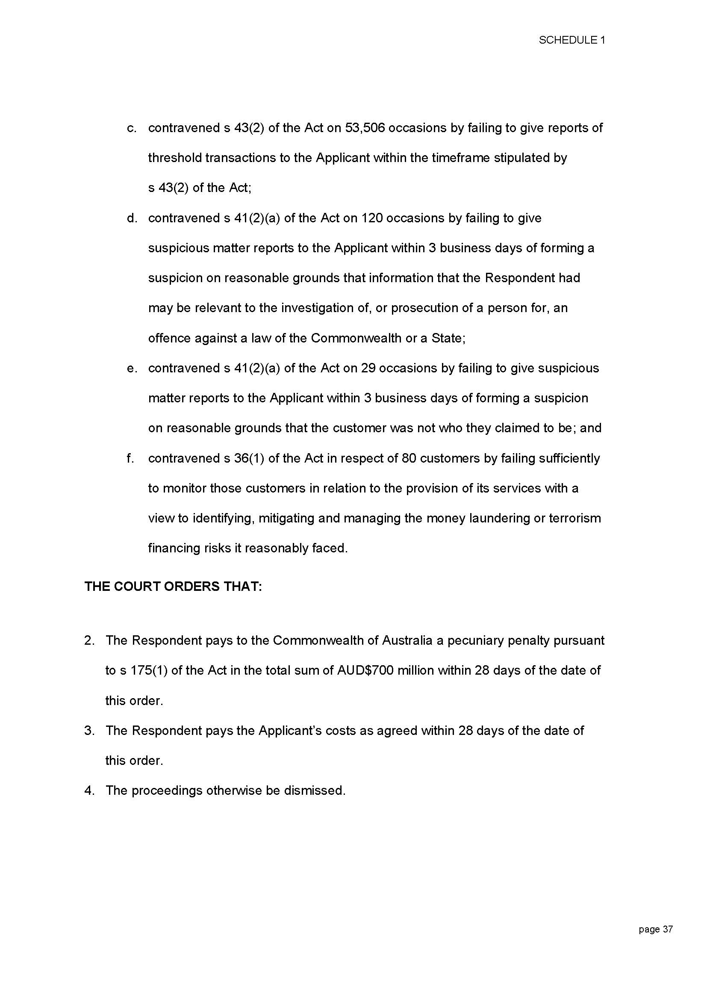 SCHEDULE 1
c. contravened s 43(2) of the Act on 53,506 occasions by failing to give reports of
threshold transactions to the Applicant within the timeframe stipulated by
s 43(2) of the Act;
d. contravened s 41(2)(a) of the Act on 120 occasions by failing to give
suspicious matter reports to the Applicant within 3 business days of forming a
suspicion on reasonable grounds that information that the Respondent had
may be relevant to the investigation of, or prosecution of a person for, an
offence against a law of the Commonwealth or a State;
e. contravened s 41(2)(a) of the Act on 29 occasions by failing to give suspicious
matter reports to the Applicant within 3 business days of forming a suspicion
on reasonable grounds that the customer was not who they claimed to be; and
f. contravened s 36(1) of the Act in respect of 80 customers by failing sufficiently
to monitor those customers in relation to the provision of its services with a
view to identifying, mitigating and managing the money laundering or terrorism
financing risks it reasonably faced.
THE COURT ORDERS THAT:
2. The Respondent pays to the Commonwealth of Australia a pecuniary penalty pursuant
to s 175(1) of the Act in the total sum of AUD$700 million within 28 days of the date of
this order.
3. The Respondent pays the Applicant’s costs as agreed within 28 days of the date of
this order.
4. The proceedings otherwise be dismissed.
page 37